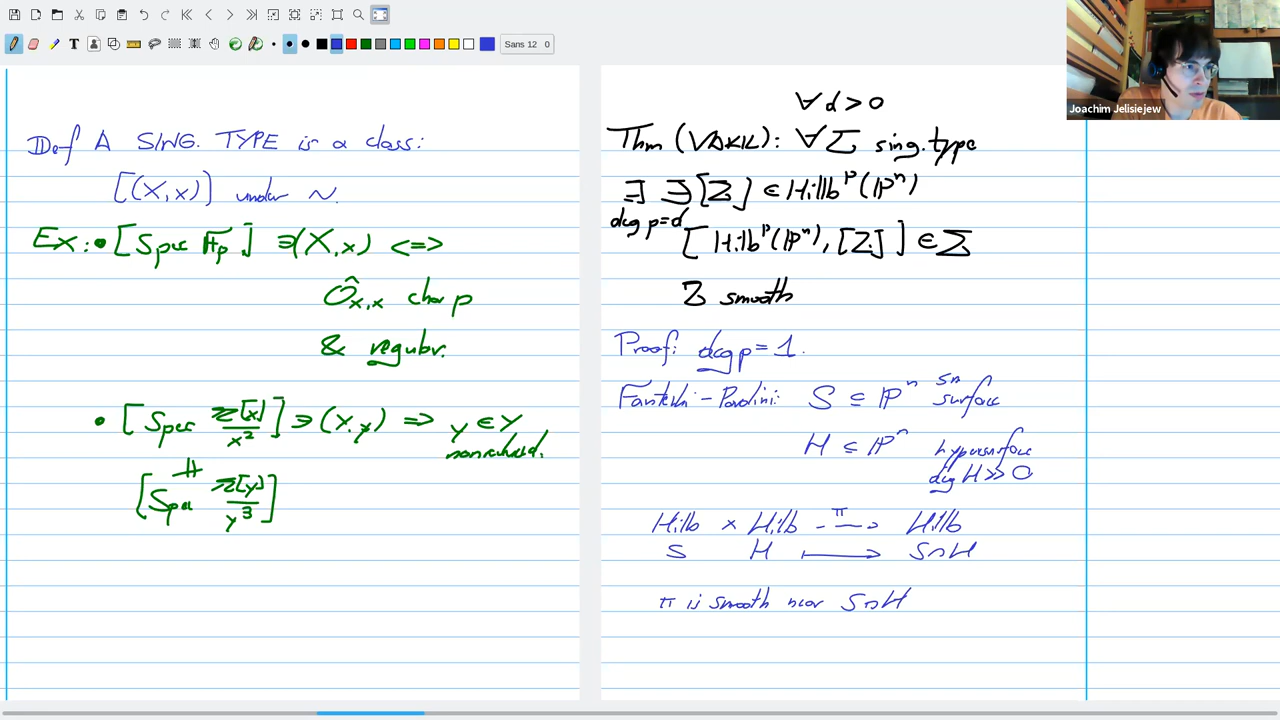 Sans 12 0
Joachim Jelisiejew
Def A SING. TYPE is a class:
[(X,x)] under ~.
Ex: • [Spec 𝔽p] ∋ (X,x) <=>
Ô_{X,x} char p
& regular.
• [Spec ℤ[x]/x²] ∋ (Y,y) => y ∈ Y
nonreduced.
∦
[Spec ℤ[y]/y³]
∀ d > 0
Thm (VAKIL): ∀ Σ sing. type
∃ ∃ [Z] ∈ Hilb^p(ℙ^n)
deg p = d
[Hilb^p(ℙ^n), [Z]] ∈ Σ
Z smooth
Proof: deg p = 1.
Fantechi - Pardini: S ⊆ ℙ^n sm surface
H ⊆ ℙ^n hypersurface
deg H >> 0
Hilb × Hilb -π-> Hilb
S H ↦ S∩H
π is smooth near S∩H